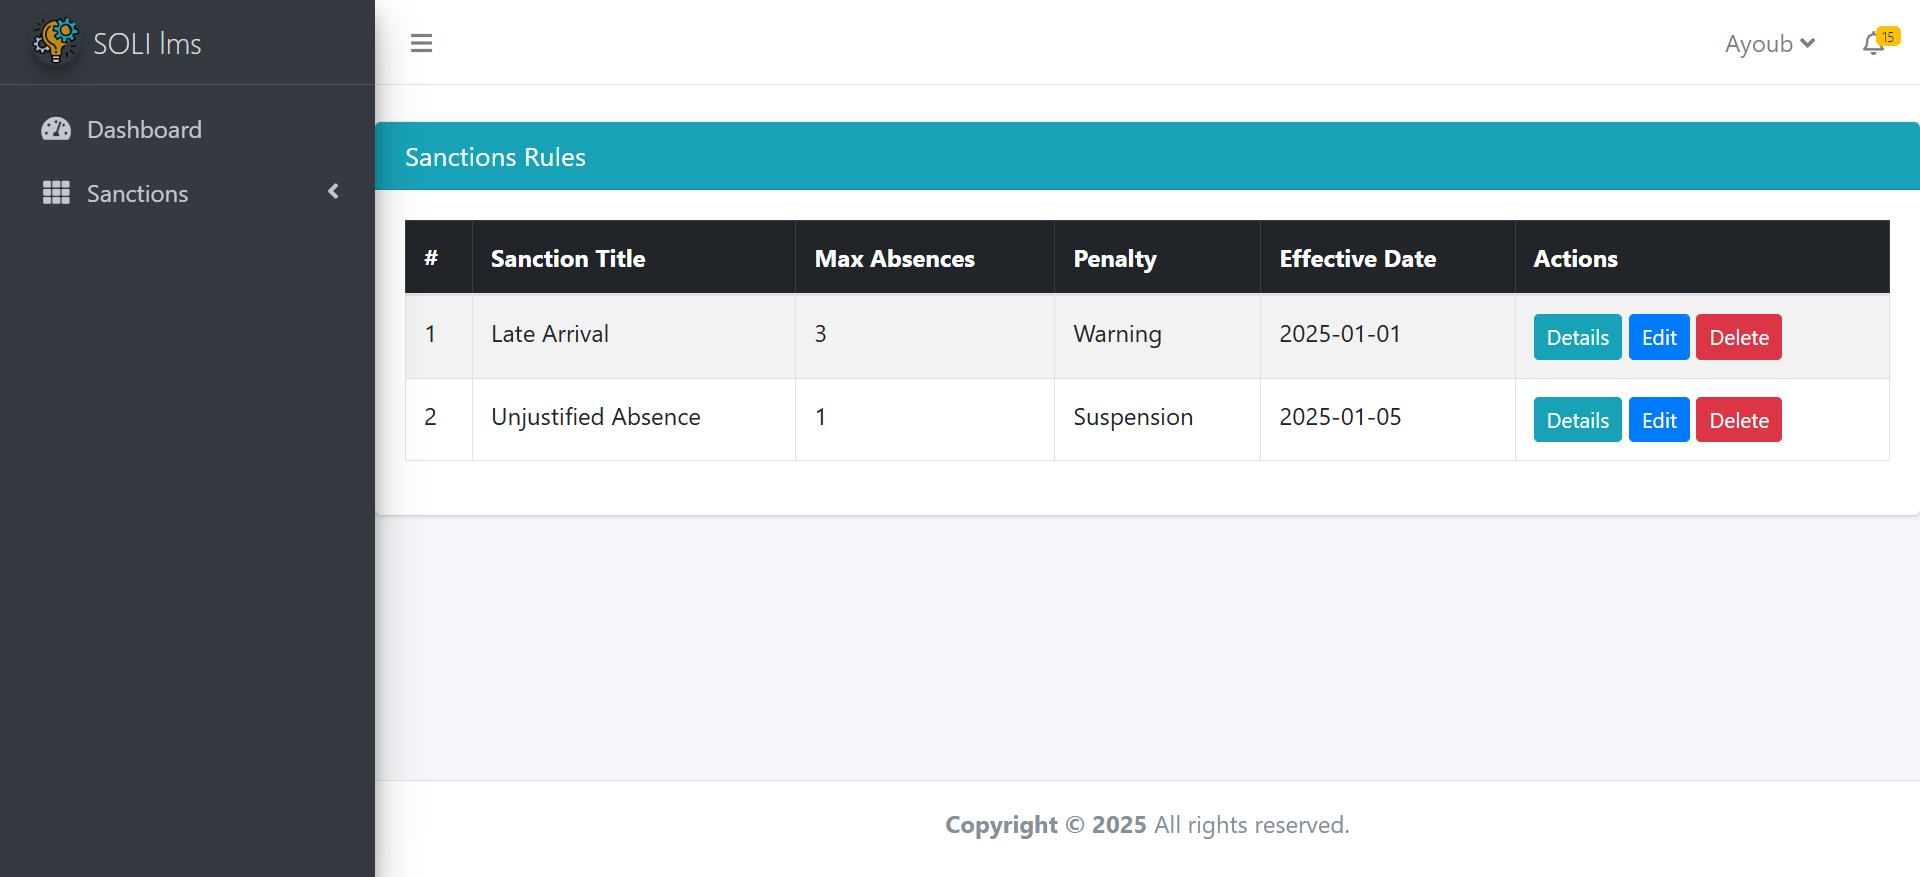 SOLI lms
Ayoub
15
Dashboard
Sanctions
Sanctions Rules
# Sanction Title Max Absences Penalty Effective Date Actions
1 Late Arrival 3 Warning 2025-01-01 Details Edit Delete
2 Unjustified Absence 1 Suspension 2025-01-05 Details Edit Delete
Copyright © 2025 All rights reserved.